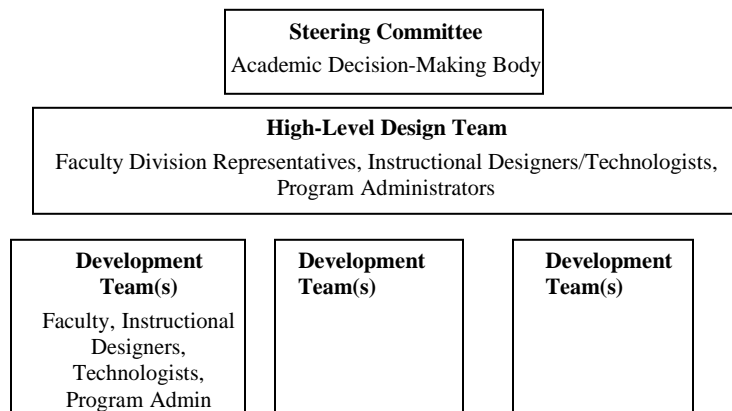 Steering Committee
Academic Decision-Making Body
High-Level Design Team
Faculty Division Representatives, Instructional Designers/Technologists,
Program Administrators
Development
Team(s)
Faculty, Instructional
Designers,
Technologists,
Program Admin
Development
Team(s)
Development
Team(s)